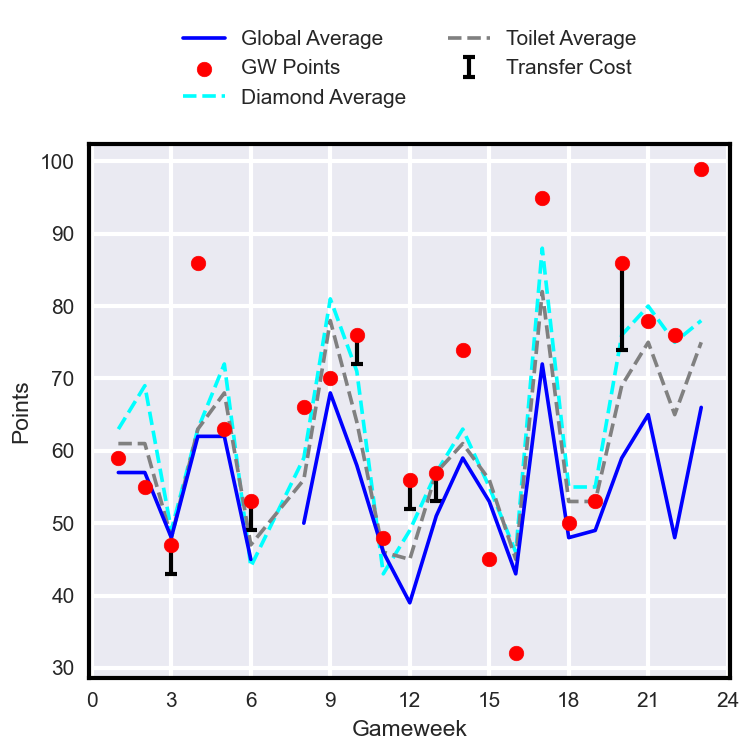 Global Average
GW Points
Diamond Average
Toilet Average
Transfer Cost
Points
100
90
80
70
60
50
40
30
0 3 6 9 12 15 18 21 24
Gameweek